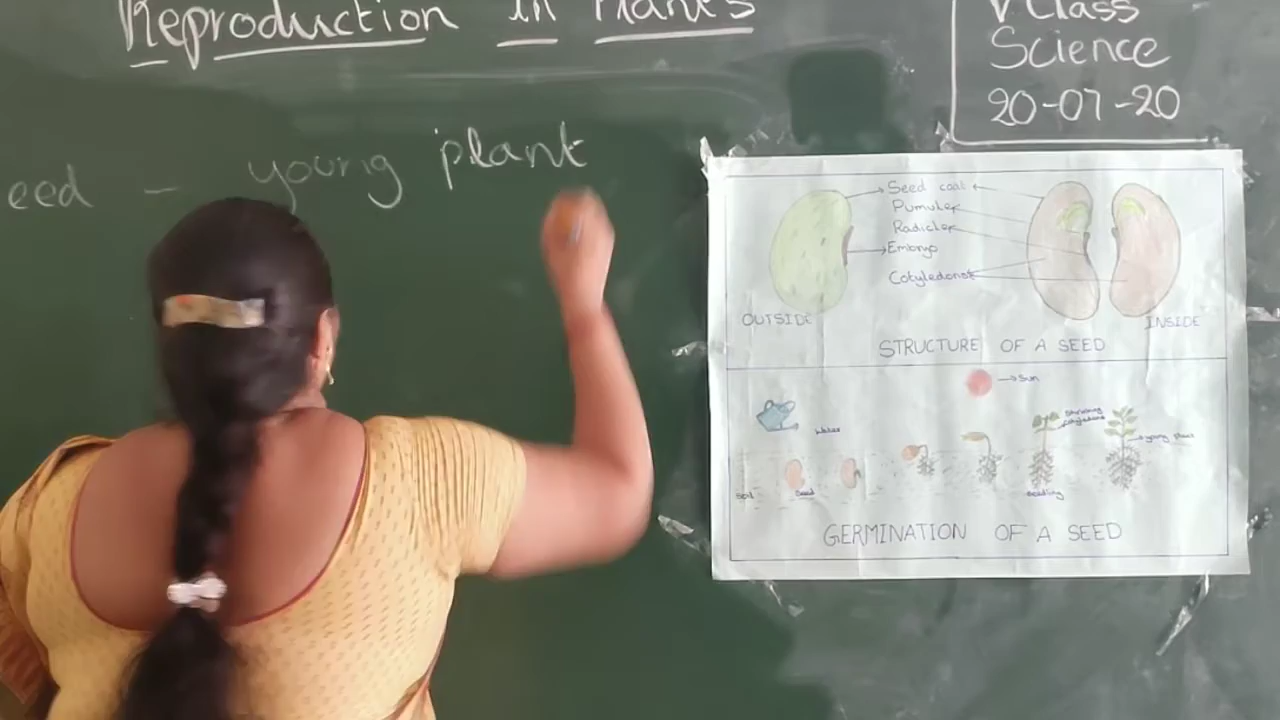 Reproduction in Plants
V Class
Science
20-07-20
eed - young plant
Seed coat
Pumule
Radicle
Embryo
Cotyledons
OUTSIDE
INSIDE
STRUCTURE OF A SEED
Sun
Water
young plant
Soil
Seed
Seedling
GERMINATION OF A SEED